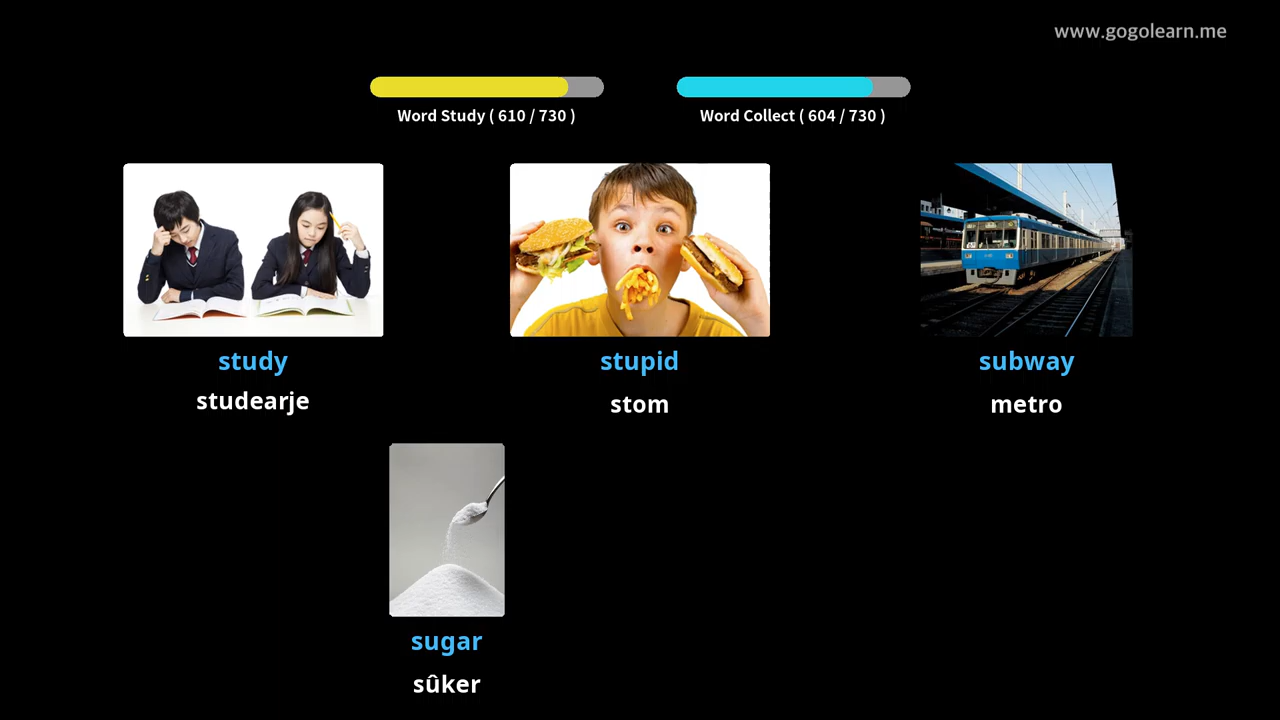 www.gogolearn.me
Word Study ( 610 / 730 )
Word Collect ( 604 / 730 )
study
studearje
stupid
stom
subway
metro
sugar
sûker